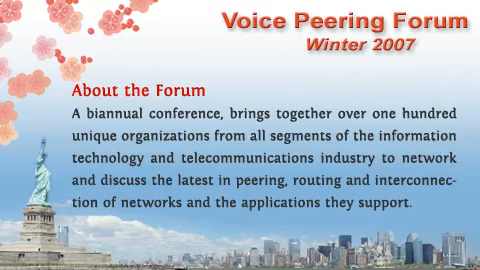 Voice Peering Forum
Winter 2007
About the Forum
A biannual conference, brings together over one hundred
unique organizations from all segments of the information
technology and telecommunications industry to network
and discuss the latest in peering, routing and interconnec-
tion of networks and the applications they support.